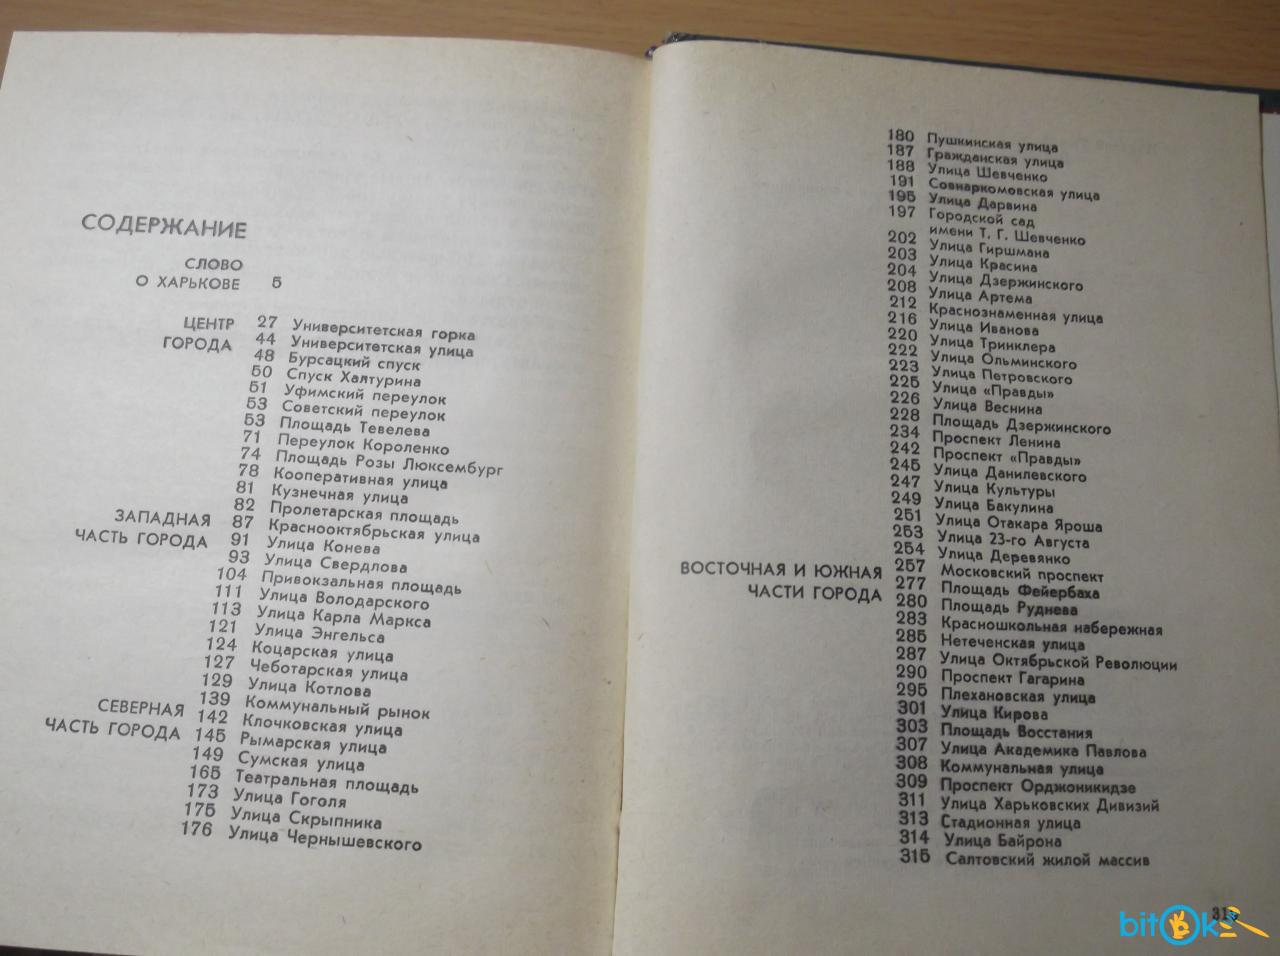 СОДЕРЖАНИЕ
СЛОВО
О ХАРЬКОВЕ 5
ЦЕНТР
ГОРОДА
27 Университетская горка
44 Университетская улица
48 Бурсацкий спуск
50 Спуск Халтурина
51 Уфимский переулок
53 Советский переулок
53 Площадь Тевелева
71 Переулок Короленко
74 Площадь Розы Люксембург
78 Кооперативная улица
81 Кузнечная улица
82 Пролетарская площадь
ЗАПАДНАЯ
ЧАСТЬ ГОРОДА
87 Краснооктябрьская улица
91 Улица Конева
93 Улица Свердлова
104 Привокзальная площадь
111 Улица Володарского
113 Улица Карла Маркса
121 Улица Энгельса
124 Коцарская улица
127 Чеботарская улица
129 Улица Котлова
139 Коммунальный рынок
СЕВЕРНАЯ
ЧАСТЬ ГОРОДА
142 Клочковская улица
145 Рымарская улица
149 Сумская улица
165 Театральная площадь
173 Улица Гоголя
175 Улица Скрыпника
176 Улица Чернышевского
180 Пушкинская улица
187 Гражданская улица
188 Улица Шевченко
191 Совнаркомовская улица
195 Улица Дарвина
197 Городской сад
имени Т. Г. Шевченко
202 Улица Гиршмана
203 Улица Красина
204 Улица Дзержинского
208 Улица Артема
212 Краснознаменная улица
216 Улица Иванова
220 Улица Тринклера
222 Улица Ольминского
223 Улица Петровского
225 Улица «Правды»
226 Улица Веснина
228 Площадь Дзержинского
234 Проспект Ленина
242 Проспект «Правды»
245 Улица Данилевского
247 Улица Культуры
249 Улица Бакулина
251 Улица Отакара Яроша
253 Улица 23-го Августа
254 Улица Деревянко
ВОСТОЧНАЯ И ЮЖНАЯ
ЧАСТИ ГОРОДА
257 Московский проспект
277 Площадь Фейербаха
280 Площадь Руднева
283 Красношкольная набережная
285 Нетеченская улица
287 Улица Октябрьской Революции
290 Проспект Гагарина
295 Плехановская улица
301 Улица Кирова
303 Площадь Восстания
307 Улица Академика Павлова
308 Коммунальная улица
309 Проспект Орджоникидзе
311 Улица Харьковских Дивизий
313 Стадионная улица
314 Улица Байрона
315 Салтовский жилой массив